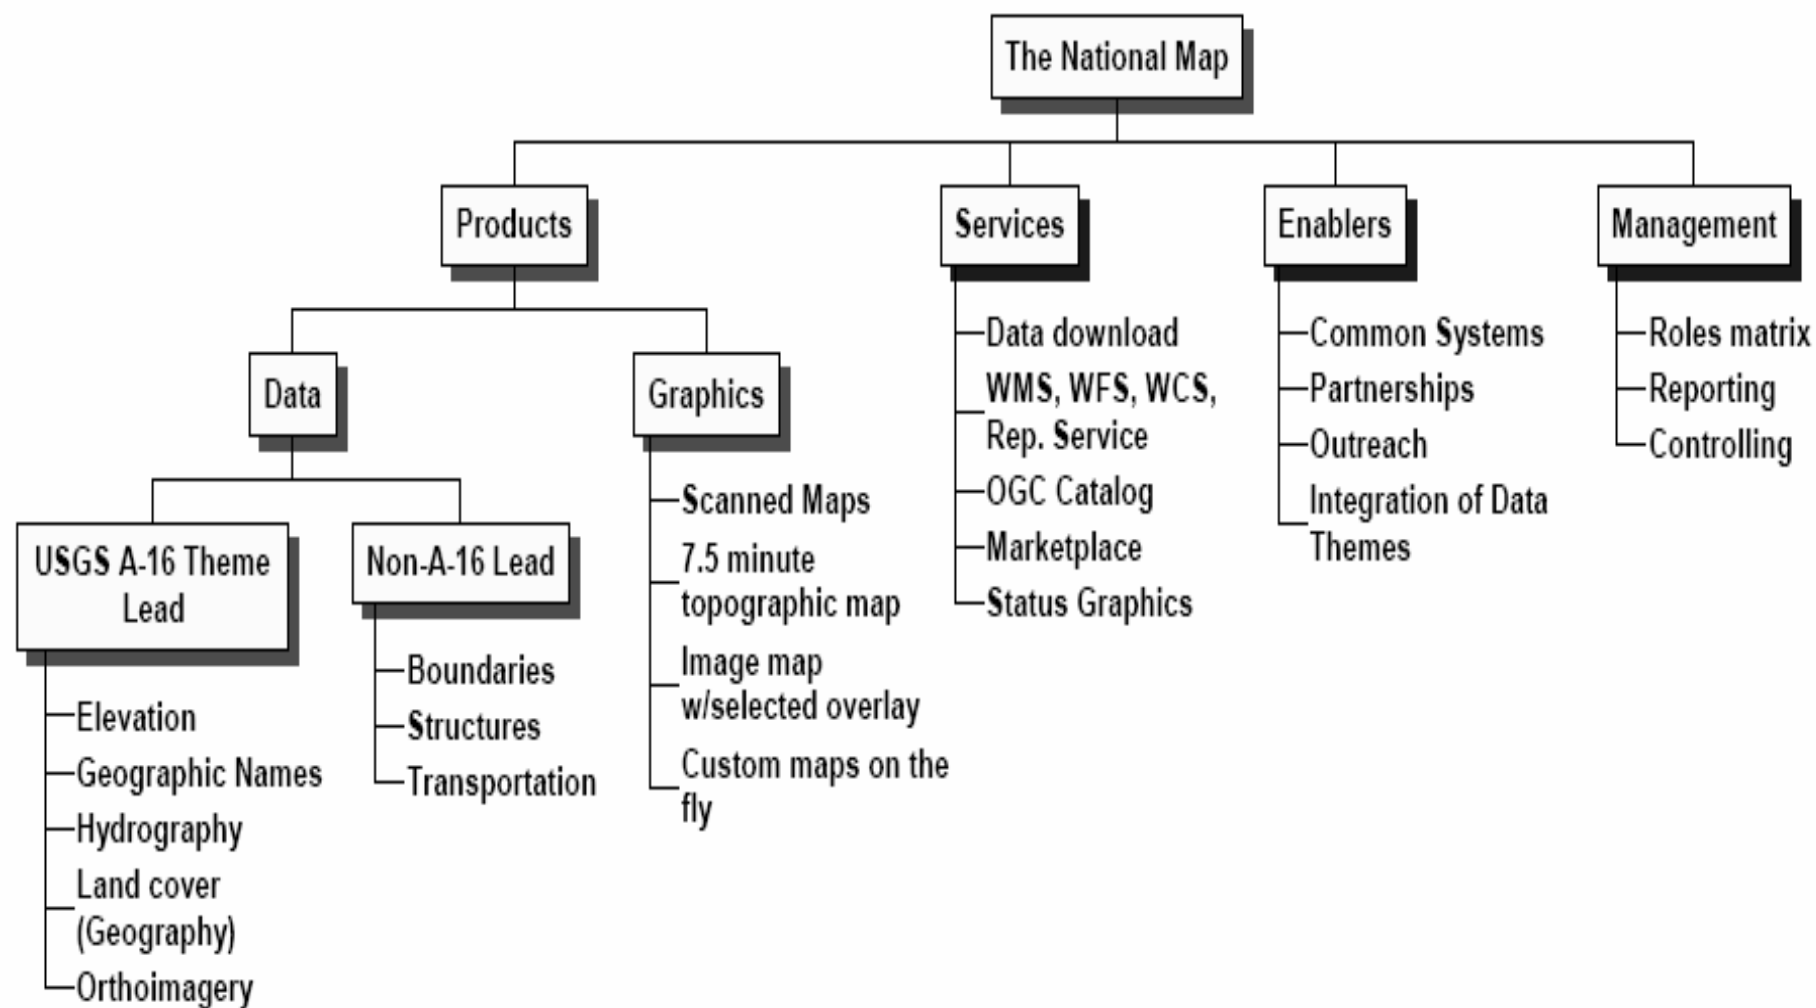 The National Map
Products
Services
Enablers
Management
Data
Graphics
USGS A-16 Theme
Lead
Non-A-16 Lead
Elevation
Geographic Names
Hydrography
Land cover
(Geography)
Orthoimagery
Boundaries
Structures
Transportation
Scanned Maps
7.5 minute
topographic map
Image map
w/selected overlay
Custom maps on the
fly
Data download
WMS, WFS, WCS,
Rep. Service
OGC Catalog
Marketplace
Status Graphics
Common Systems
Partnerships
Outreach
Integration of Data
Themes
Roles matrix
Reporting
Controlling